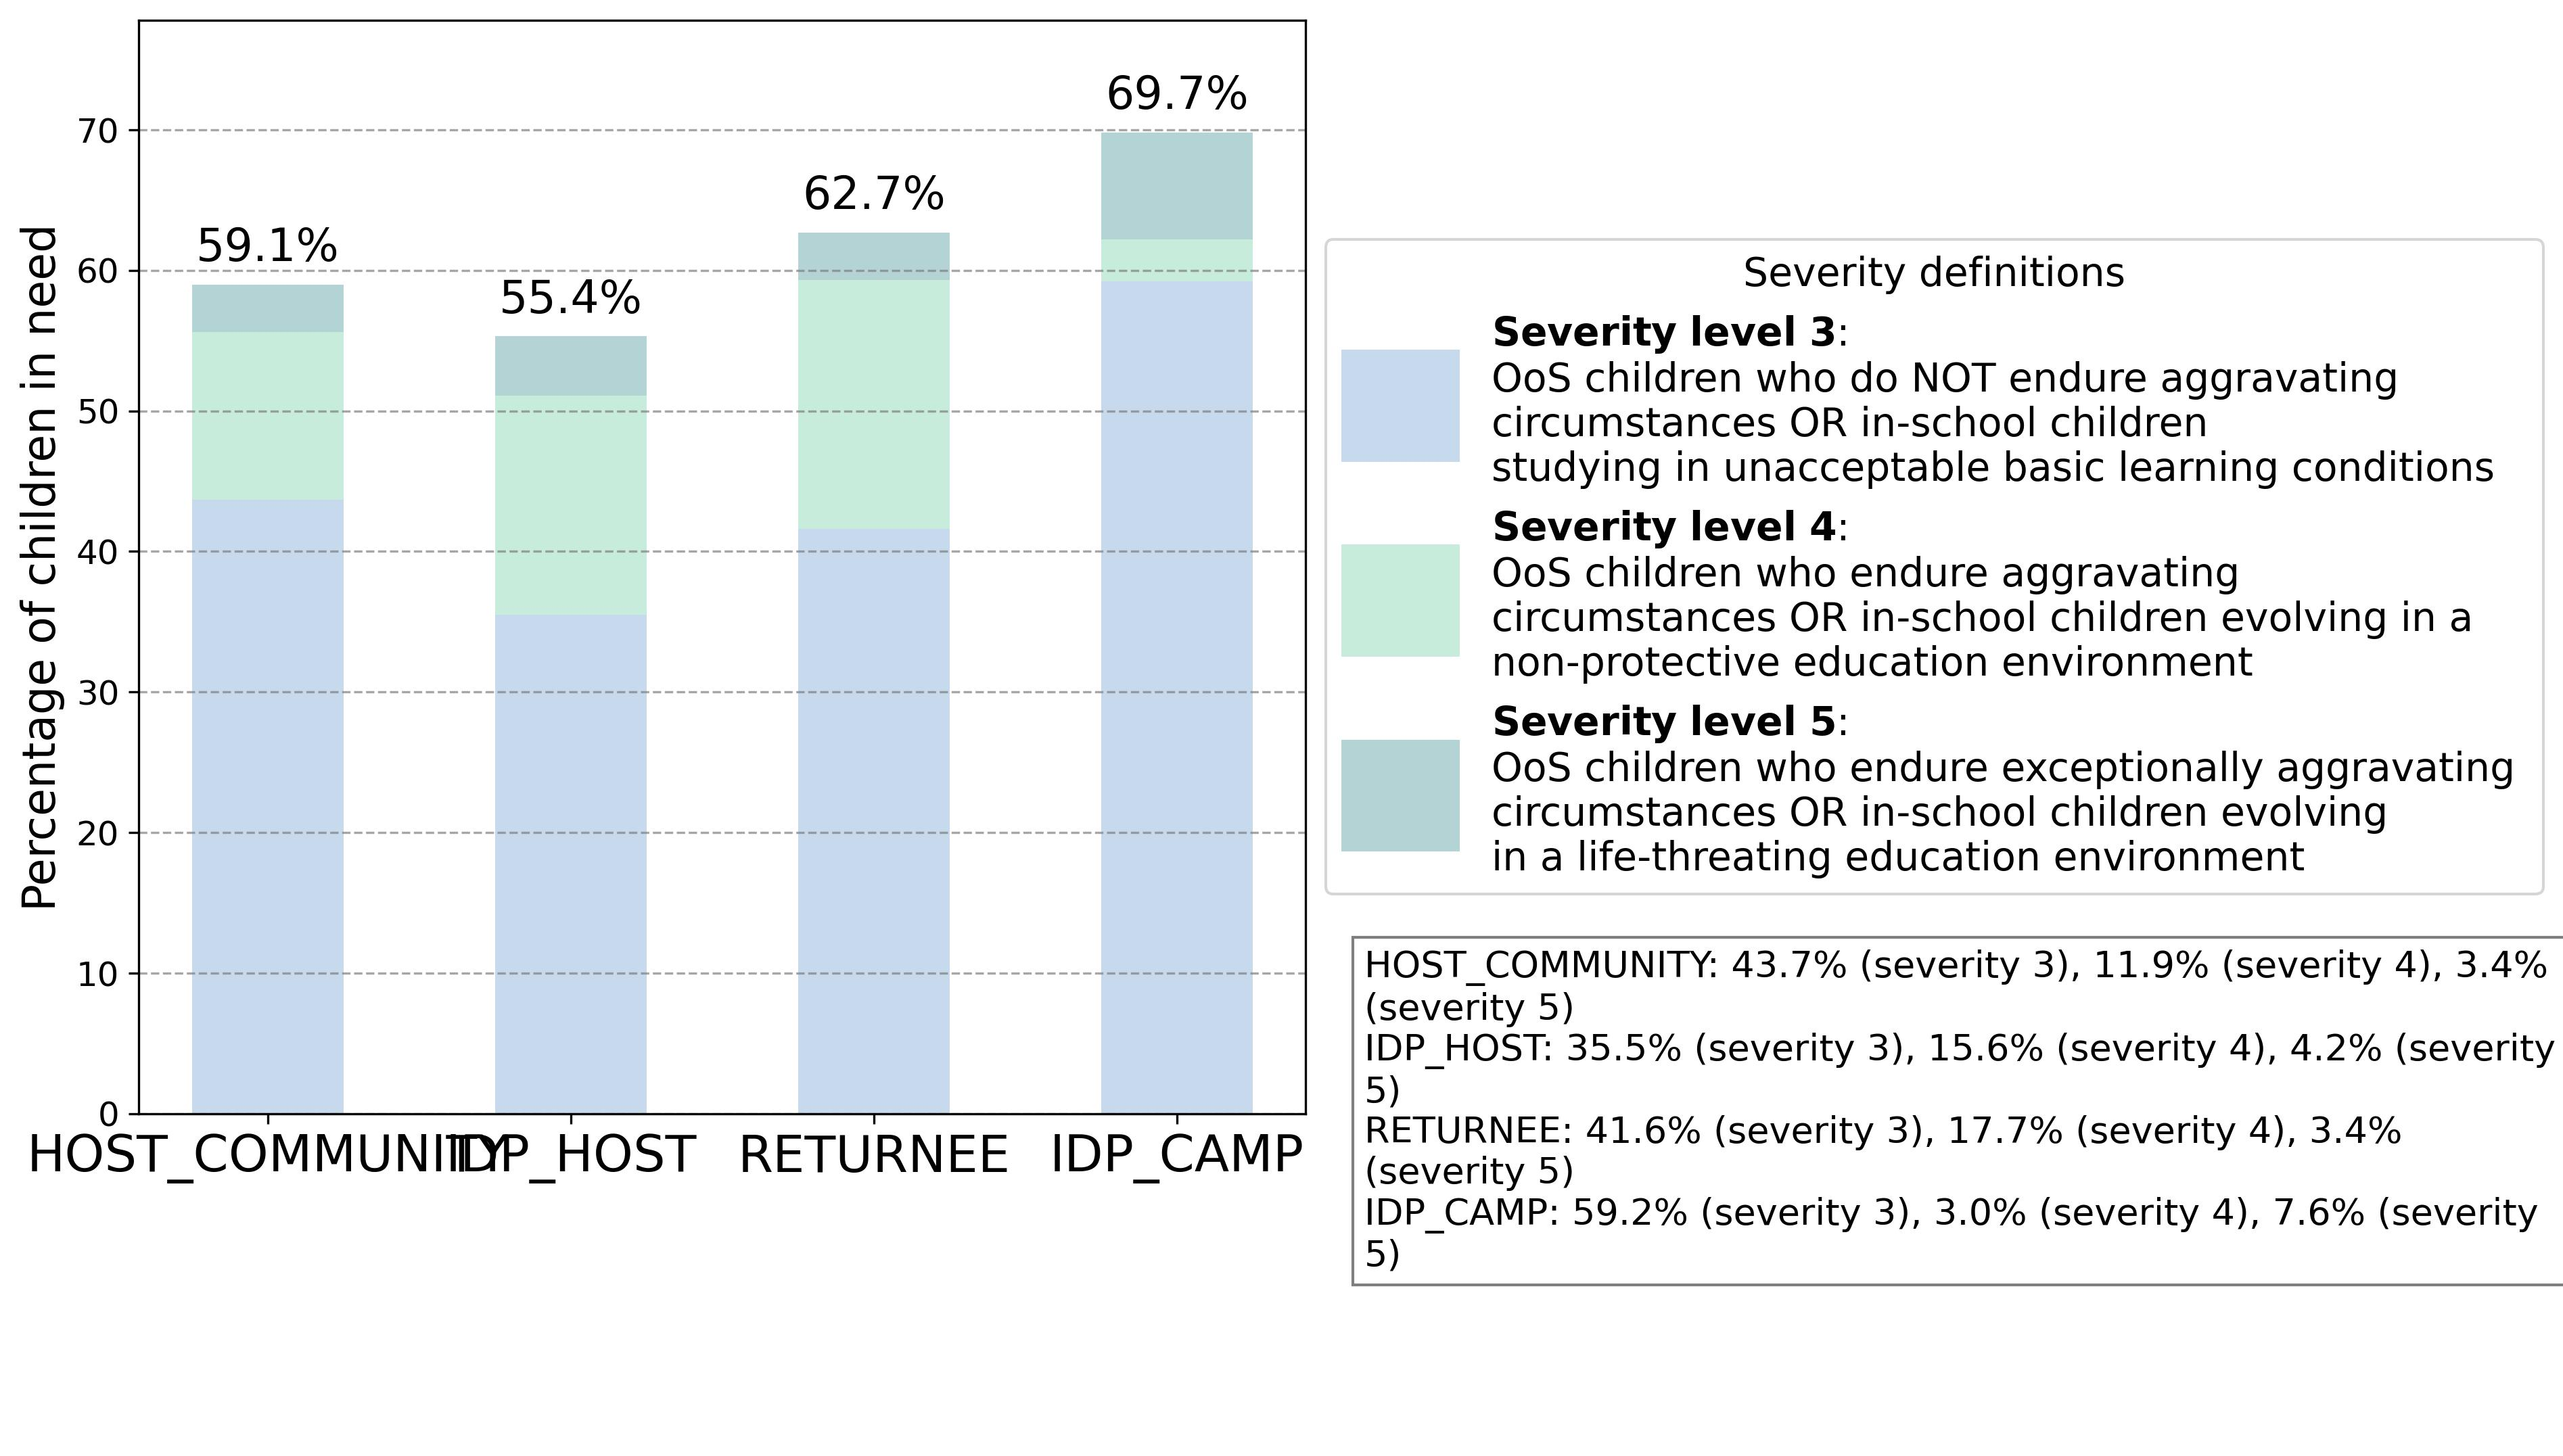 Percentage of children in need
70
60
50
40
30
20
10
0
59.1%
55.4%
62.7%
69.7%
HOST_COMMUNITY
IDP_HOST
RETURNEE
IDP_CAMP
Severity definitions
Severity level 3:
OoS children who do NOT endure aggravating
circumstances OR in-school children
studying in unacceptable basic learning conditions
Severity level 4:
OoS children who endure aggravating
circumstances OR in-school children evolving in a
non-protective education environment
Severity level 5:
OoS children who endure exceptionally aggravating
circumstances OR in-school children evolving
in a life-threating education environment
HOST_COMMUNITY: 43.7% (severity 3), 11.9% (severity 4), 3.4%
(severity 5)
IDP_HOST: 35.5% (severity 3), 15.6% (severity 4), 4.2% (severity
5)
RETURNEE: 41.6% (severity 3), 17.7% (severity 4), 3.4%
(severity 5)
IDP_CAMP: 59.2% (severity 3), 3.0% (severity 4), 7.6% (severity
5)